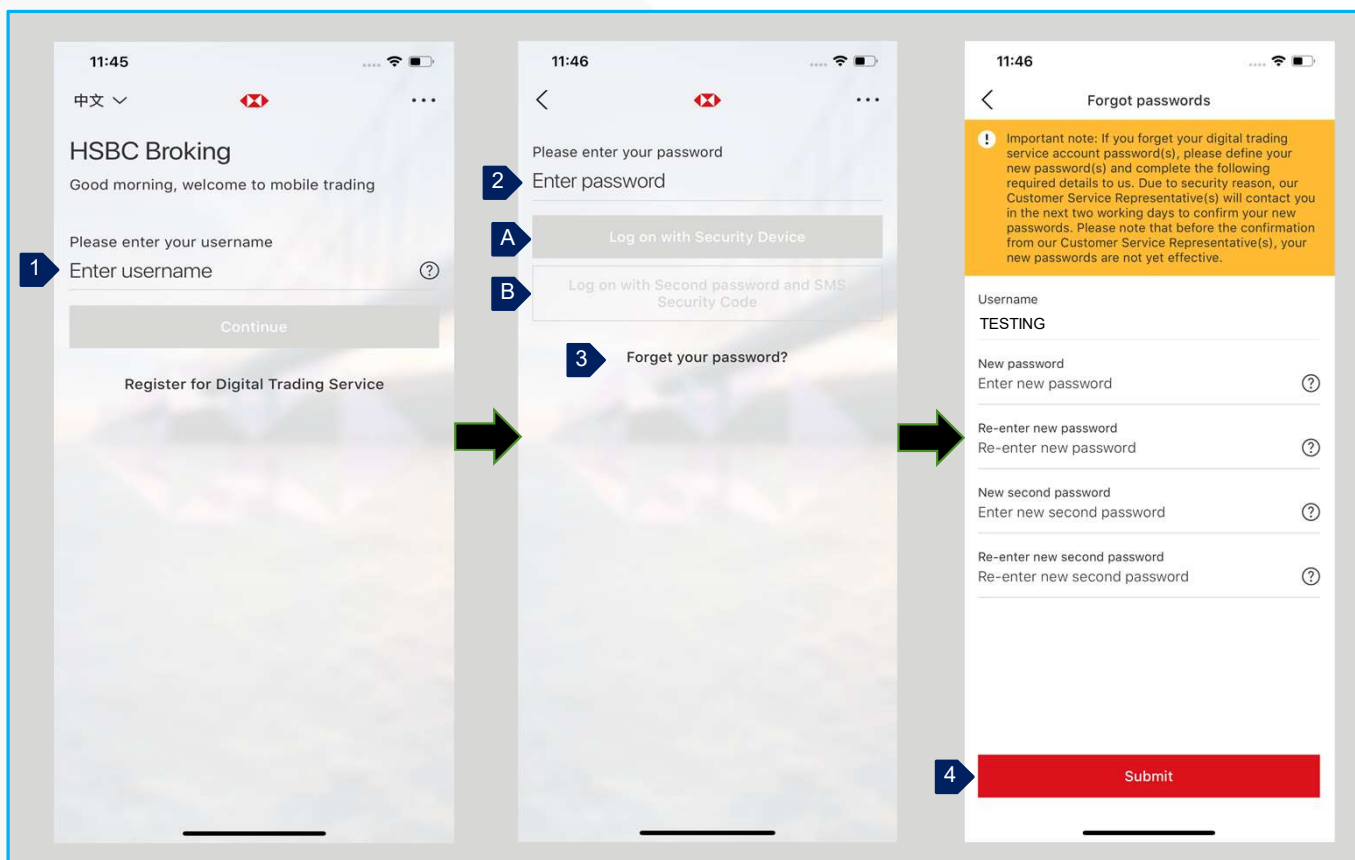 11:45
中文
HSBC Broking
Good morning, welcome to mobile trading
Please enter your username
1
Enter username
Continue
Register for Digital Trading Service
11:46
Please enter your password
2
Enter password
A
Log on with Security Device
B
Log on with Second password and SMS
Security Code
3
Forget your password?
11:46
Forgot passwords
Important note: If you forget your digital trading
service account password(s), please define your
new password(s) and complete the following
required details to us. Due to security reason, our
Customer Service Representative(s) will contact you
in the next two working days to confirm your new
passwords. Please note that before the confirmation
from our Customer Service Representative(s), your
new passwords are not yet effective.
Username
TESTING
New password
Enter new password
Re-enter new password
Re-enter new password
New second password
Enter new second password
Re-enter new second password
Re-enter new second password
4
Submit